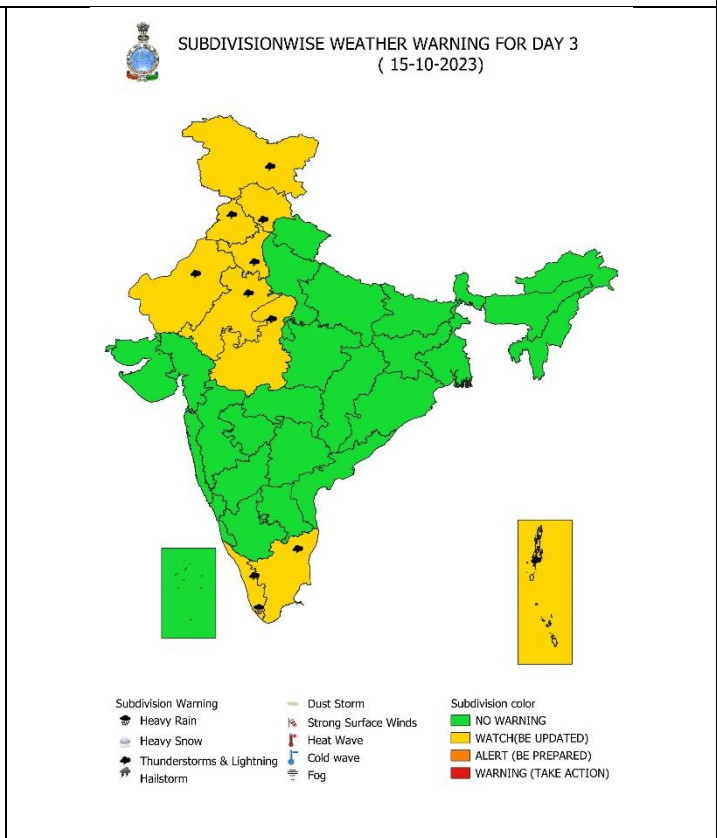 SUBDIVISIONWISE WEATHER WARNING FOR DAY 3
( 15-10-2023)
Subdivision Warning
Heavy Rain
Heavy Snow
Thunderstorms & Lightning
Hailstorm
Dust Storm
Strong Surface Winds
Heat Wave
Cold wave
Fog
Subdivision color
NO WARNING
WATCH(BE UPDATED)
ALERT (BE PREPARED)
WARNING (TAKE ACTION)